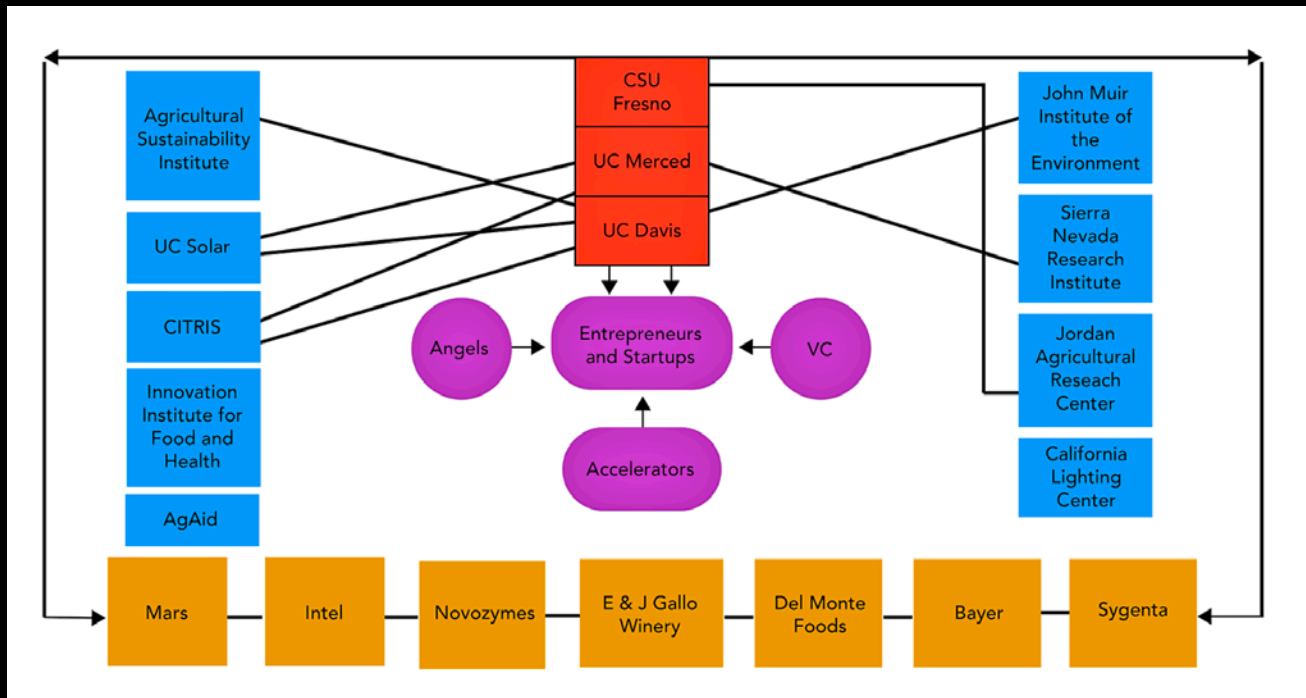 CSU
Fresno
UC Merced
UC Davis
Agricultural
Sustainability
Institute
UC Solar
CITRIS
Innovation
Institute for
Food and
Health
AgAid
John Muir
Institute of
the
Environment
Sierra
Nevada
Research
Institute
Jordan
Agricultural
Reseach
Center
California
Lighting
Center
Angels
Entrepreneurs
and Startups
VC
Accelerators
Mars
Intel
Novozymes
E & J Gallo
Winery
Del Monte
Foods
Bayer
Sygenta